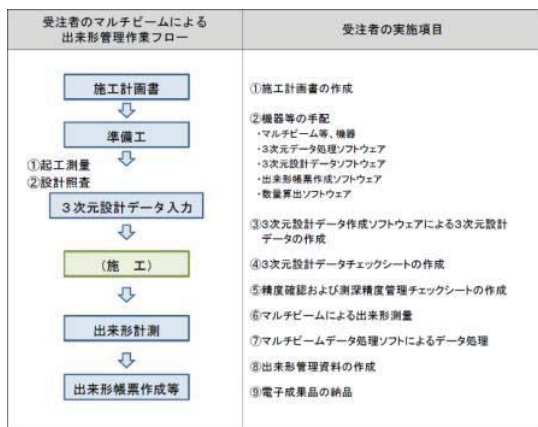 受注者のマルチビームによる
出来形管理作業フロー
受注者の実施項目
施工計画書
準備工
①起工測量
②設計照査
3次元設計データ入力
(施 工)
出来形計測
出来形帳票作成等
①施工計画書の作成
②機器等の手配
・マルチビーム等、機器
・3次元データ処理ソフトウェア
・3次元設計データソフトウェア
・出来形帳票作成ソフトウェア
・数量算出ソフトウェア
③3次元設計データ作成ソフトウェアによる3次元設計
データの作成
④3次元設計データチェックシートの作成
⑤精度確認および測深精度管理チェックシートの作成
⑥マルチビームによる出来形測量
⑦マルチビームデータ処理ソフトによるデータ処理
⑧出来形管理資料の作成
⑨電子成果品の納品